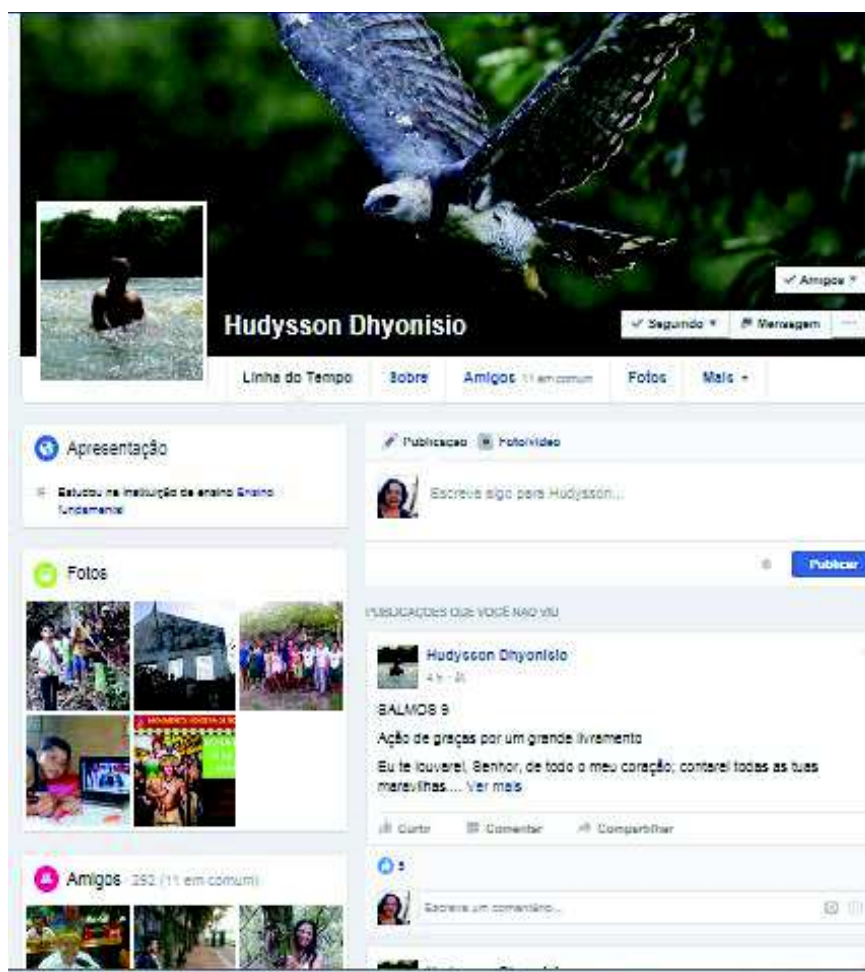 Amigos
Hudysson Dhyonisio
Seguindo
Mensagem
Linha do Tempo
Sobre
Amigos 11 em comum
Fotos
Mais
Apresentação
Publicação
Foto/vídeo
Estudou na instituição de ensino Ensino
fundamental
Escreva algo para Hudysson...
Publicar
Fotos
PUBLICAÇÕES QUE VOCÊ NÃO VIU
Hudysson Dhyonisio
4 h
SALMOS 9
Ação de graças por um grande livramento
Eu te louvarei, Senhor, de todo o meu coração; contarei todas as tuas
maravilhas.... Ver mais
Curtir
Comentar
Compartilhar
5
Escreva um comentário...
Amigos · 292 (11 em comum)